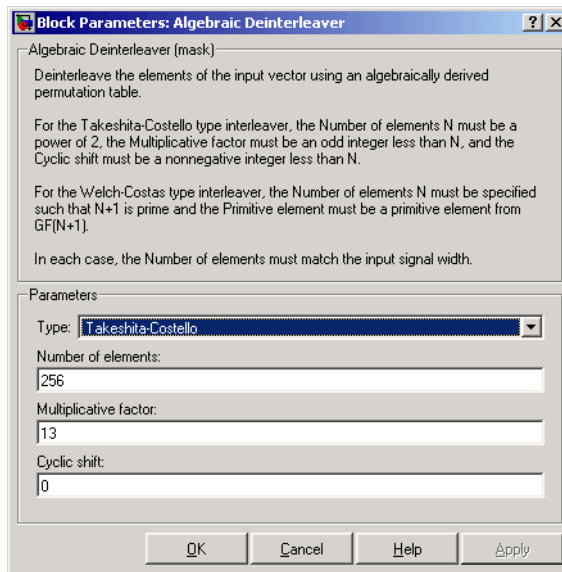 Block Parameters: Algebraic Deinterleaver
Algebraic Deinterleaver (mask)
Deinterleave the elements of the input vector using an algebraically derived
permutation table.
For the Takeshita-Costello type interleaver, the Number of elements N must be a
power of 2, the Multiplicative factor must be an odd integer less than N, and the
Cyclic shift must be a nonnegative integer less than N.
For the Welch-Costas type interleaver, the Number of elements N must be specified
such that N+1 is prime and the Primitive element must be a primitive element from
GF(N+1).
In each case, the Number of elements must match the input signal width.
Parameters
Type: Takeshita-Costello
Number of elements:
256
Multiplicative factor:
13
Cyclic shift:
0
OK Cancel Help Apply